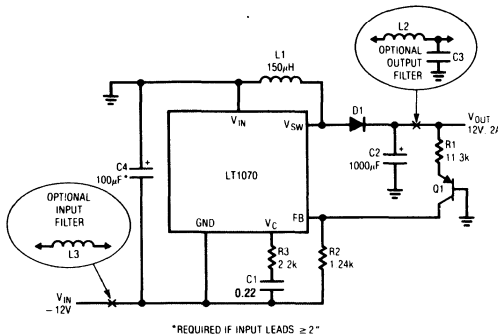 L2
OPTIONAL
OUTPUT
FILTER
C3
L1
150µH
VIN
VSW
D1
VOUT
12V, 2A
R1
11.3k
C4
100µF*
+
LT1070
C2
1000µF
+
Q1
OPTIONAL
INPUT
FILTER
L3
GND
VC
FB
R3
2.2k
R2
1.24k
C1
0.22
VIN
−12V
*REQUIRED IF INPUT LEADS ≥ 2"